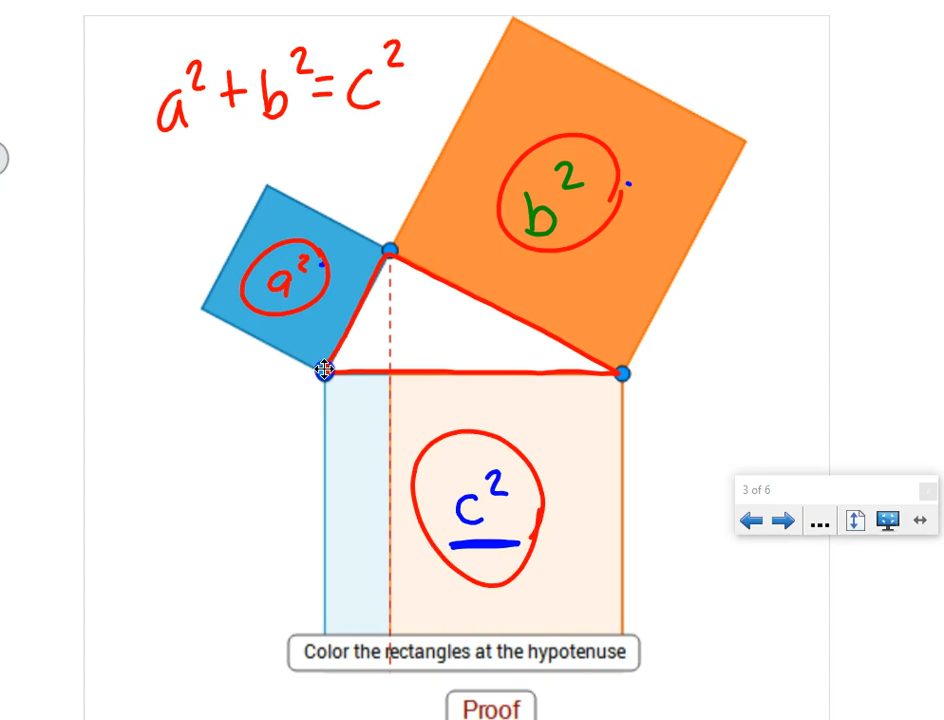 a² + b² = c²
b²
a²
c²
3 of 6
...
Color the rectangles at the hypotenuse
Proof